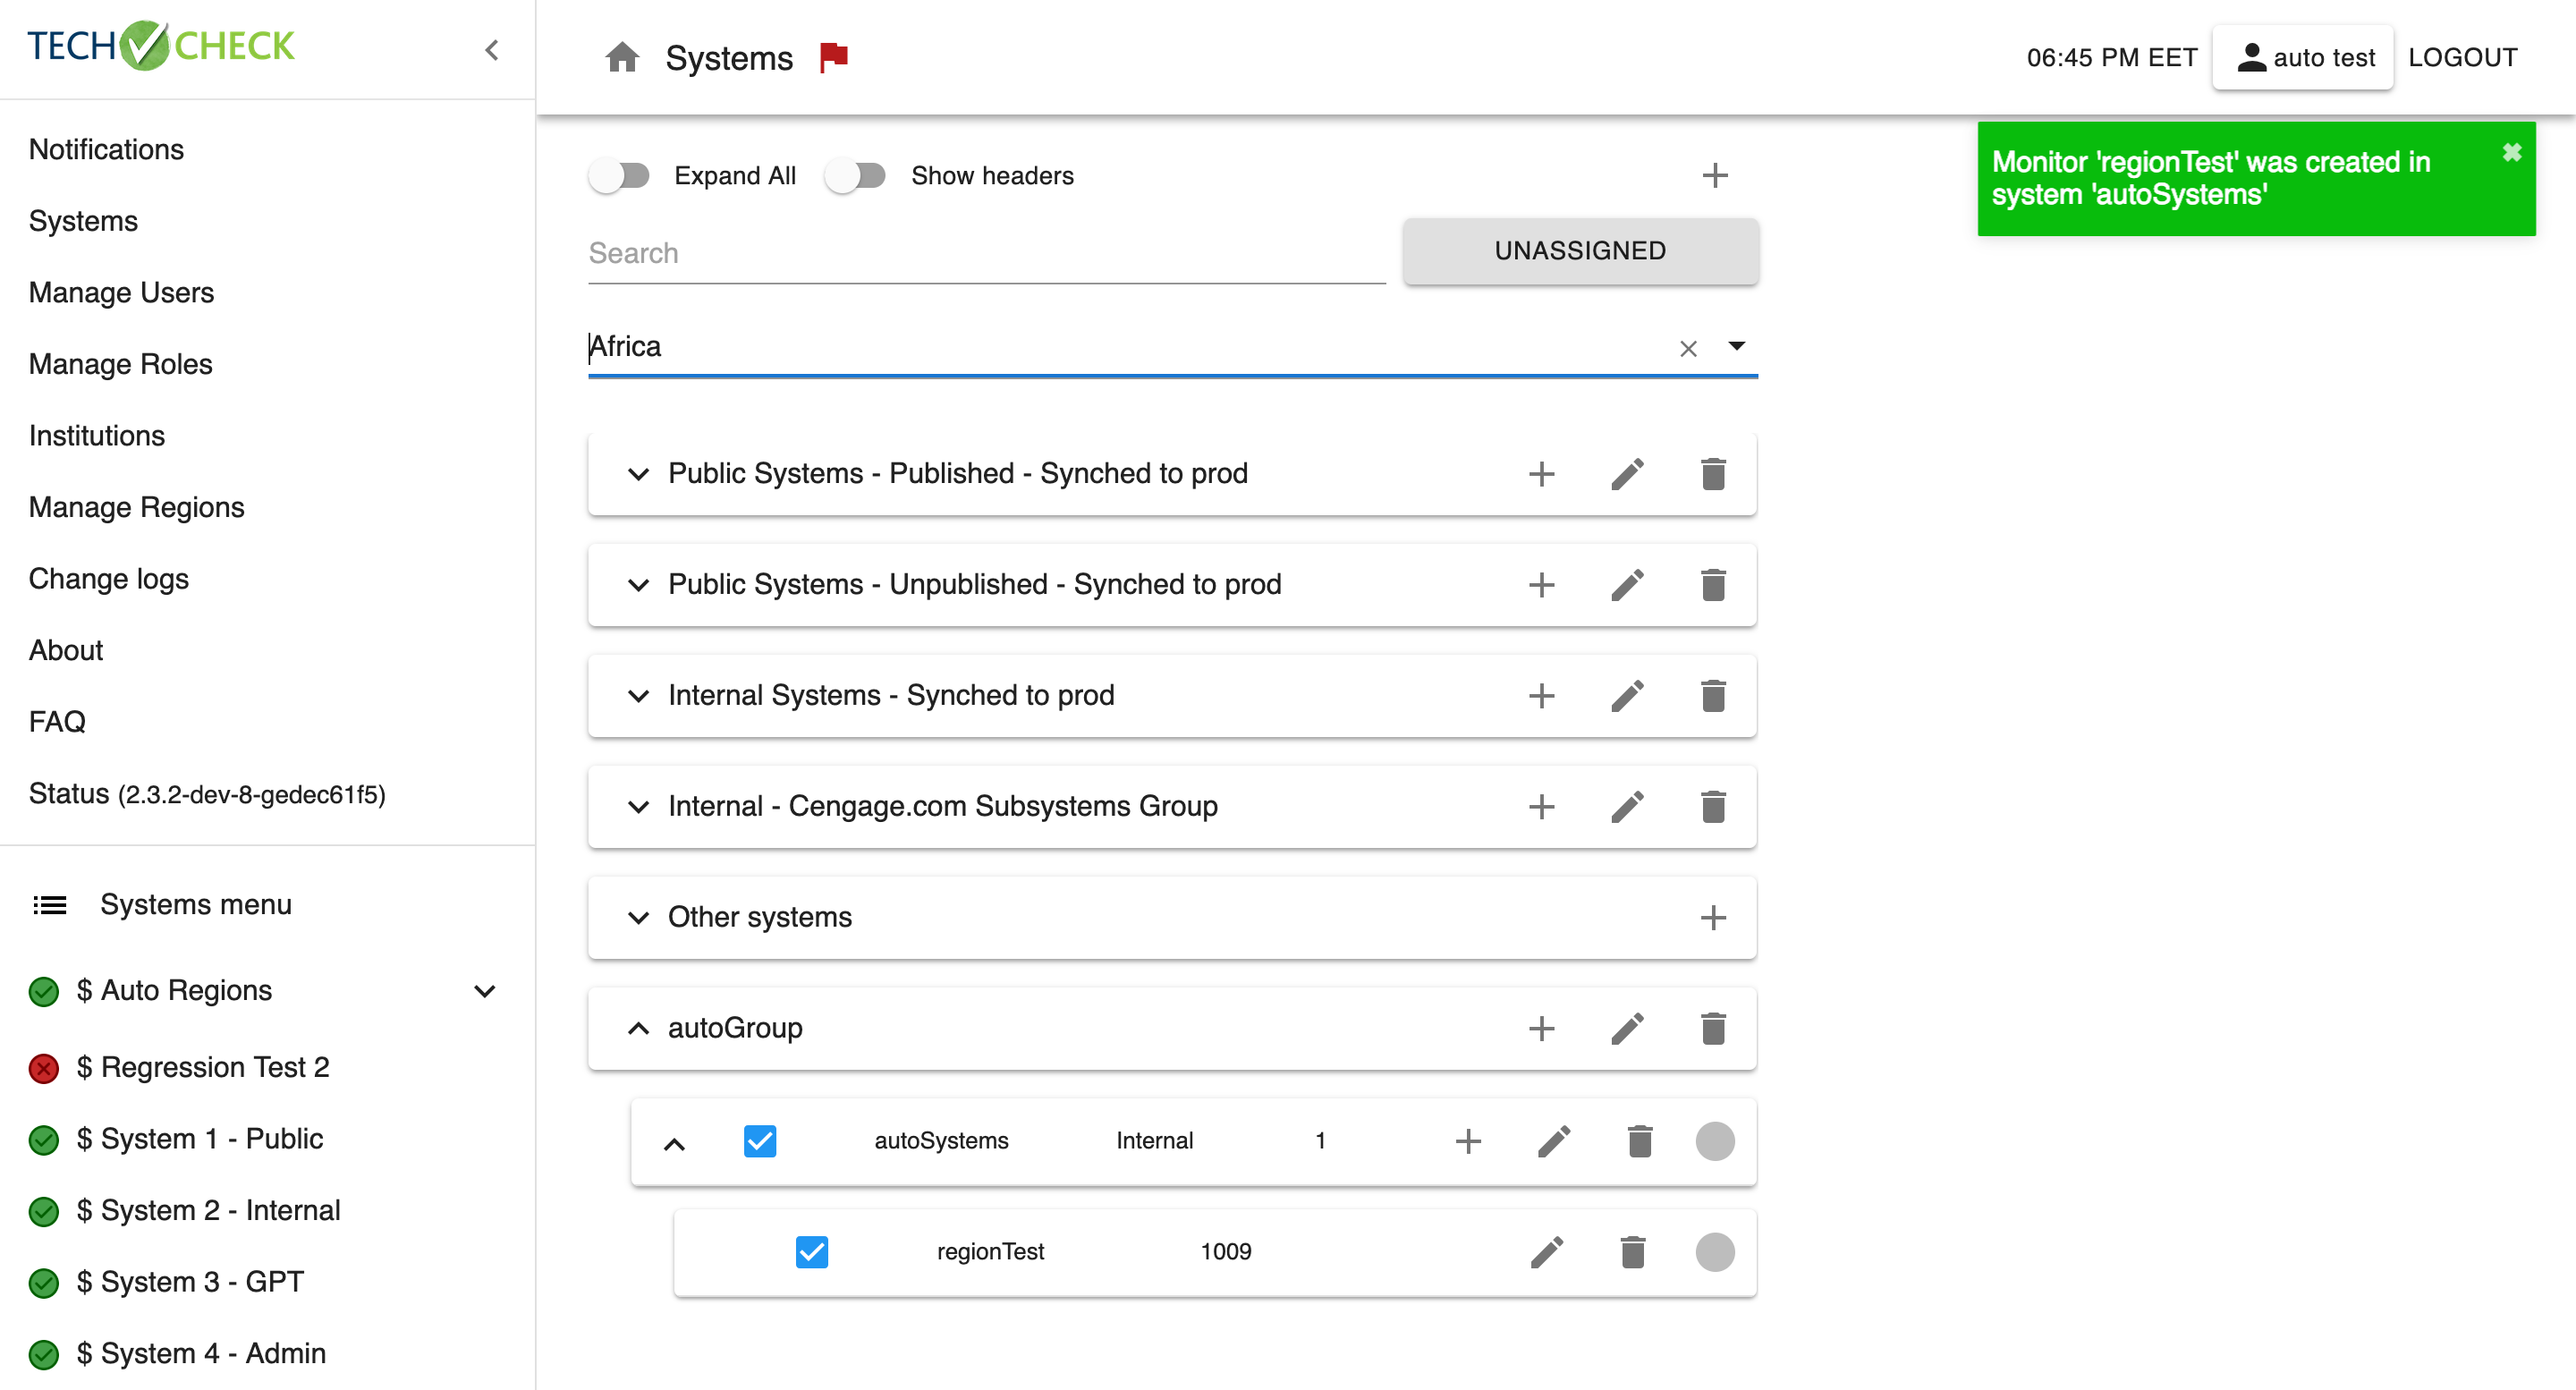 TECH CHECK
Notifications
Systems
Manage Users
Manage Roles
Institutions
Manage Regions
Change logs
About
FAQ
Status (2.3.2-dev-8-gedec61f5)
Systems menu
$ Auto Regions
$ Regression Test 2
$ System 1 - Public
$ System 2 - Internal
$ System 3 - GPT
$ System 4 - Admin
Systems
06:45 PM EET
auto test
LOGOUT
Monitor 'regionTest' was created in
system 'autoSystems'
Expand All
Show headers
Search
UNASSIGNED
Africa
Public Systems - Published - Synched to prod
Public Systems - Unpublished - Synched to prod
Internal Systems - Synched to prod
Internal - Cengage.com Subsystems Group
Other systems
autoGroup
autoSystems Internal 1
regionTest 1009